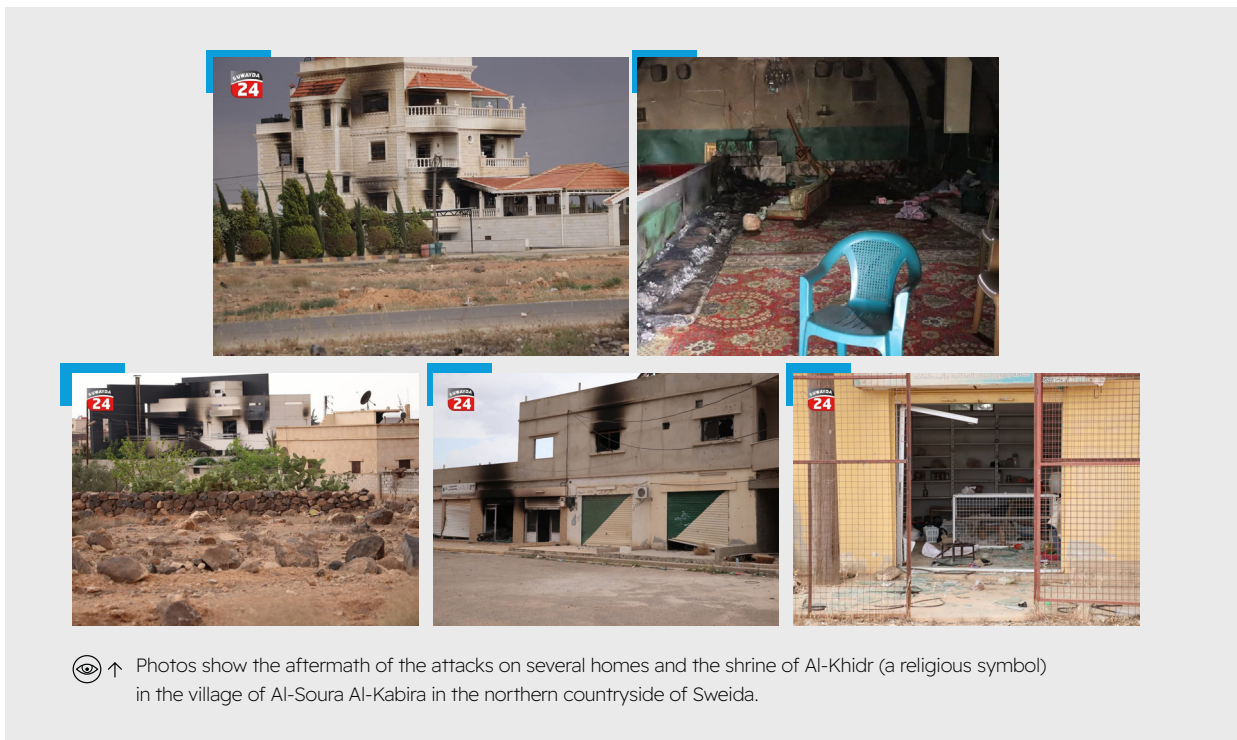 SUWAYDA
24
SUWAYDA
24
SUWAYDA
24
SUWAYDA
24
Photos show the aftermath of the attacks on several homes and the shrine of Al-Khidr (a religious symbol)
in the village of Al-Soura Al-Kabira in the northern countryside of Sweida.